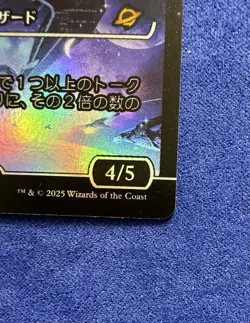 ザード
で1つ以上のトーク
りに、その2倍の数の
4/5
™ & © 2025 Wizards of the Coast